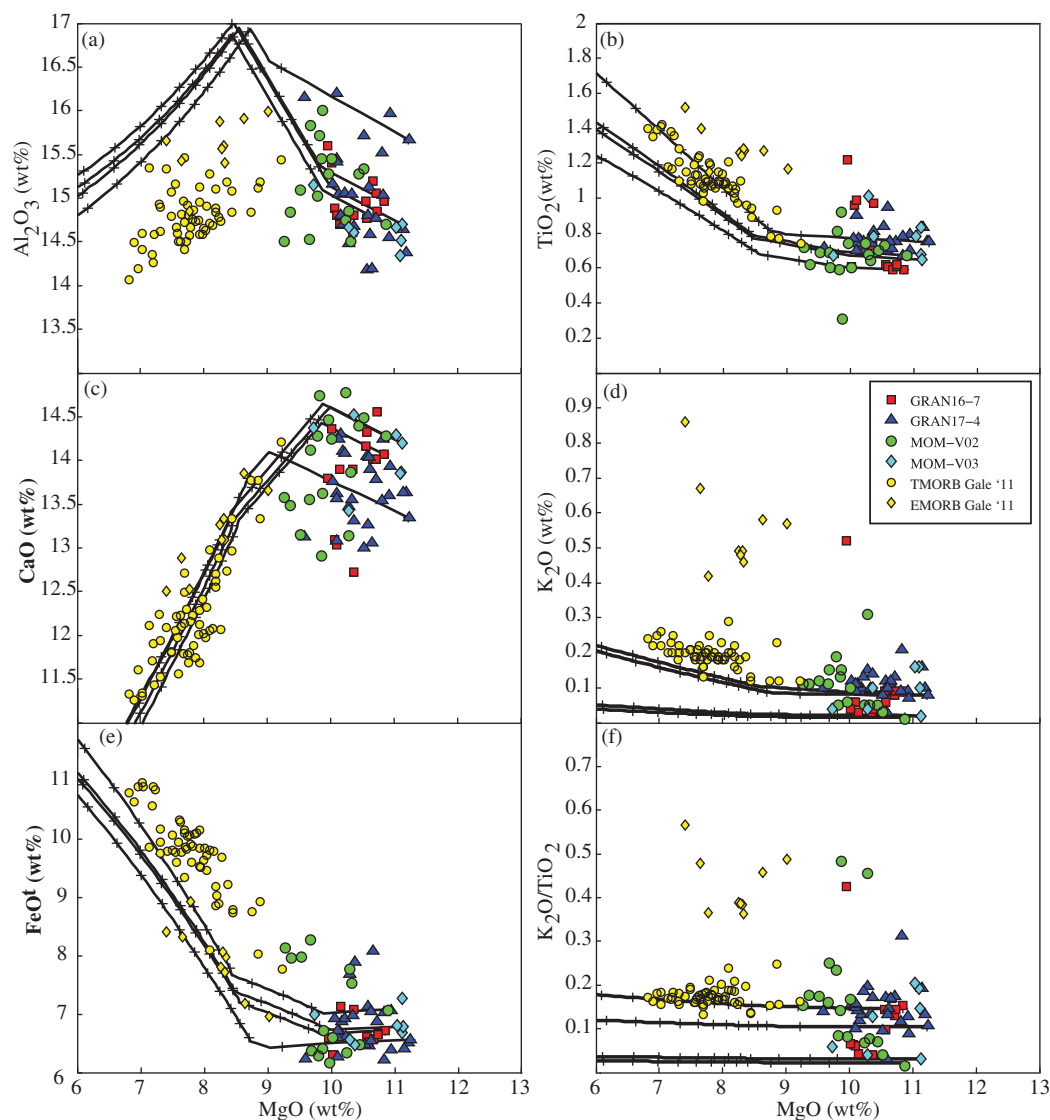 (a)
17
16.5
16
15.5
15
14.5
14
13.5
Al2O3 (wt%)
(b)
2
1.8
1.6
1.4
1.2
1
0.8
0.6
0.4
0.2
TiO2(wt%)
(c)
14.5
14
13.5
13
12.5
12
11.5
CaO (wt%)
(d)
0.9
0.8
0.7
0.6
0.5
0.4
0.3
0.2
0.1
K2O (wt%)
GRAN16-7
GRAN17-4
MOM-V02
MOM-V03
TMORB Gale '11
EMORB Gale '11
(e)
11
10
9
8
7
6
FeOt (wt%)
6 7 8 9 10 11 12 13
MgO (wt%)
(f)
0.7
0.6
0.5
0.4
0.3
0.2
0.1
K2O/TiO2
6 7 8 9 10 11 12 13
MgO (wt%)